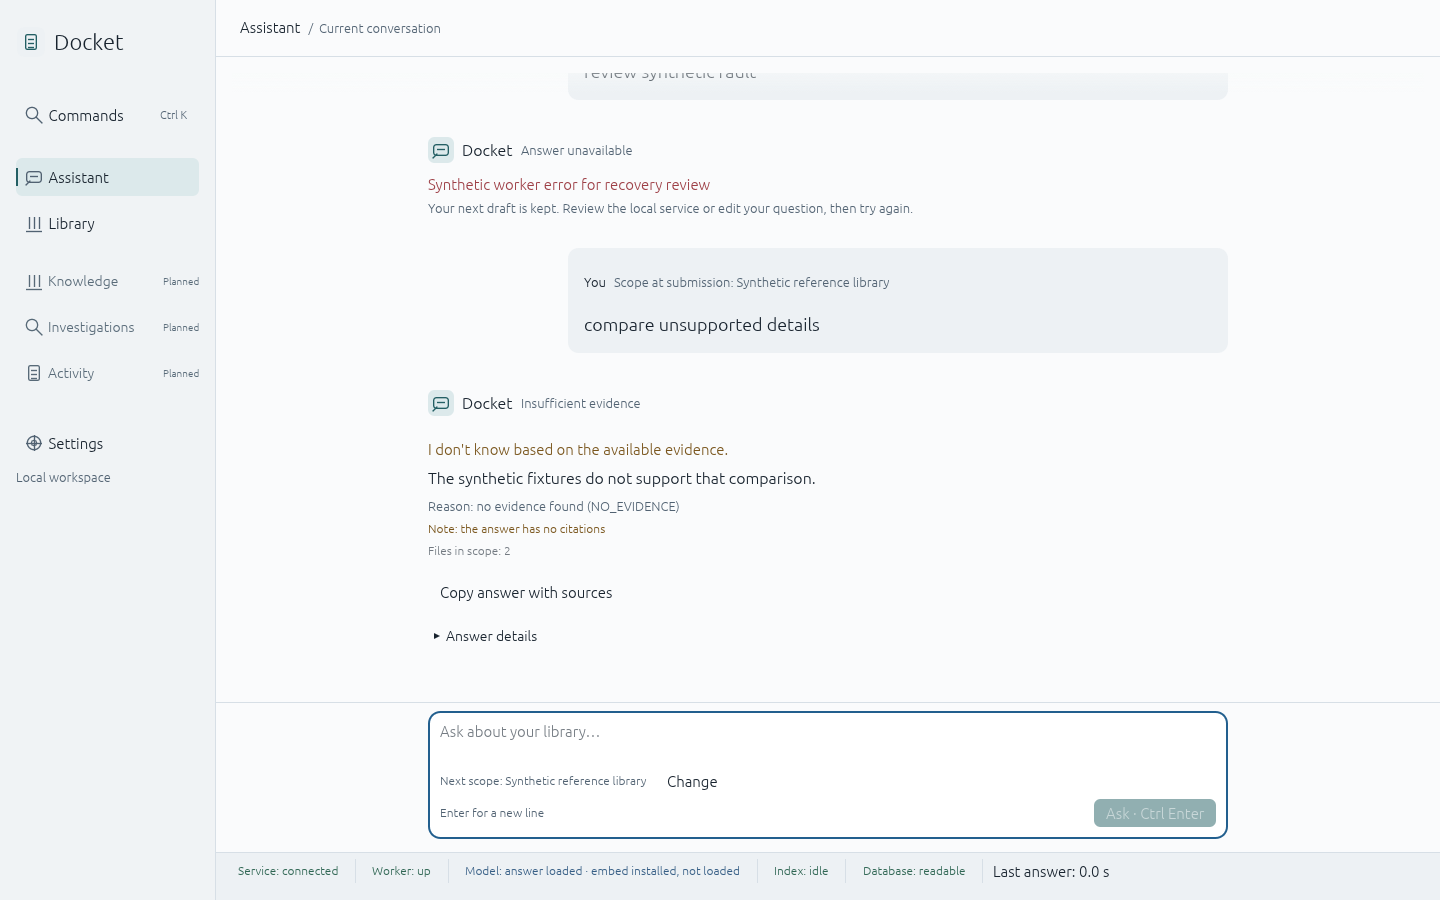 Docket
Assistant / Current conversation
Commands Ctrl K
Assistant
Library
Knowledge Planned
Investigations Planned
Activity Planned
Settings
Local workspace
review synthetic fault
Docket Answer unavailable
Synthetic worker error for recovery review
Your next draft is kept. Review the local service or edit your question, then try again.
You Scope at submission: Synthetic reference library
compare unsupported details
Docket Insufficient evidence
I don't know based on the available evidence.
The synthetic fixtures do not support that comparison.
Reason: no evidence found (NO_EVIDENCE)
Note: the answer has no citations
Files in scope: 2
Copy answer with sources
Answer details
Ask about your library…
Next scope: Synthetic reference library Change
Enter for a new line
Ask · Ctrl Enter
Service: connected
Worker: up
Model: answer loaded · embed installed, not loaded
Index: idle
Database: readable
Last answer: 0.0 s